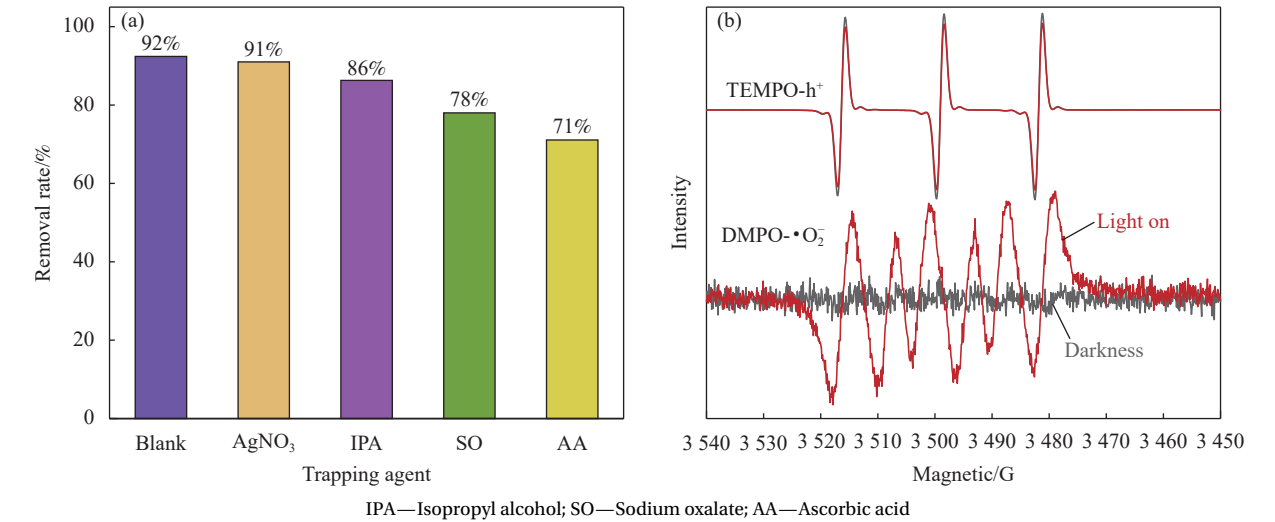 (a)
100
80
60
40
20
0
Removal rate/%
92%
91%
86%
78%
71%
Blank
AgNO₃
IPA
SO
AA
Trapping agent
(b)
TEMPO-h⁺
DMPO-•O₂⁻
Light on
Darkness
Intensity
3 540 3 530 3 520 3 510 3 500 3 490 3 480 3 470 3 460 3 450
Magnetic/G
IPA—Isopropyl alcohol; SO—Sodium oxalate; AA—Ascorbic acid